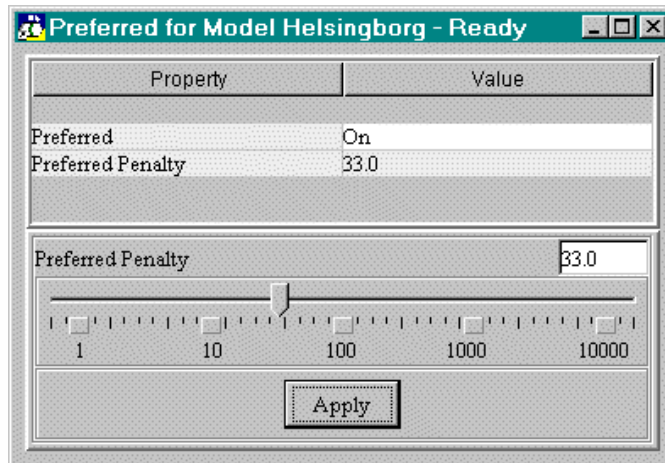 Preferred for Model Helsingborg - Ready
Property Value
Preferred On
Preferred Penalty 33.0
Preferred Penalty 33.0
1 10 100 1000 10000
Apply